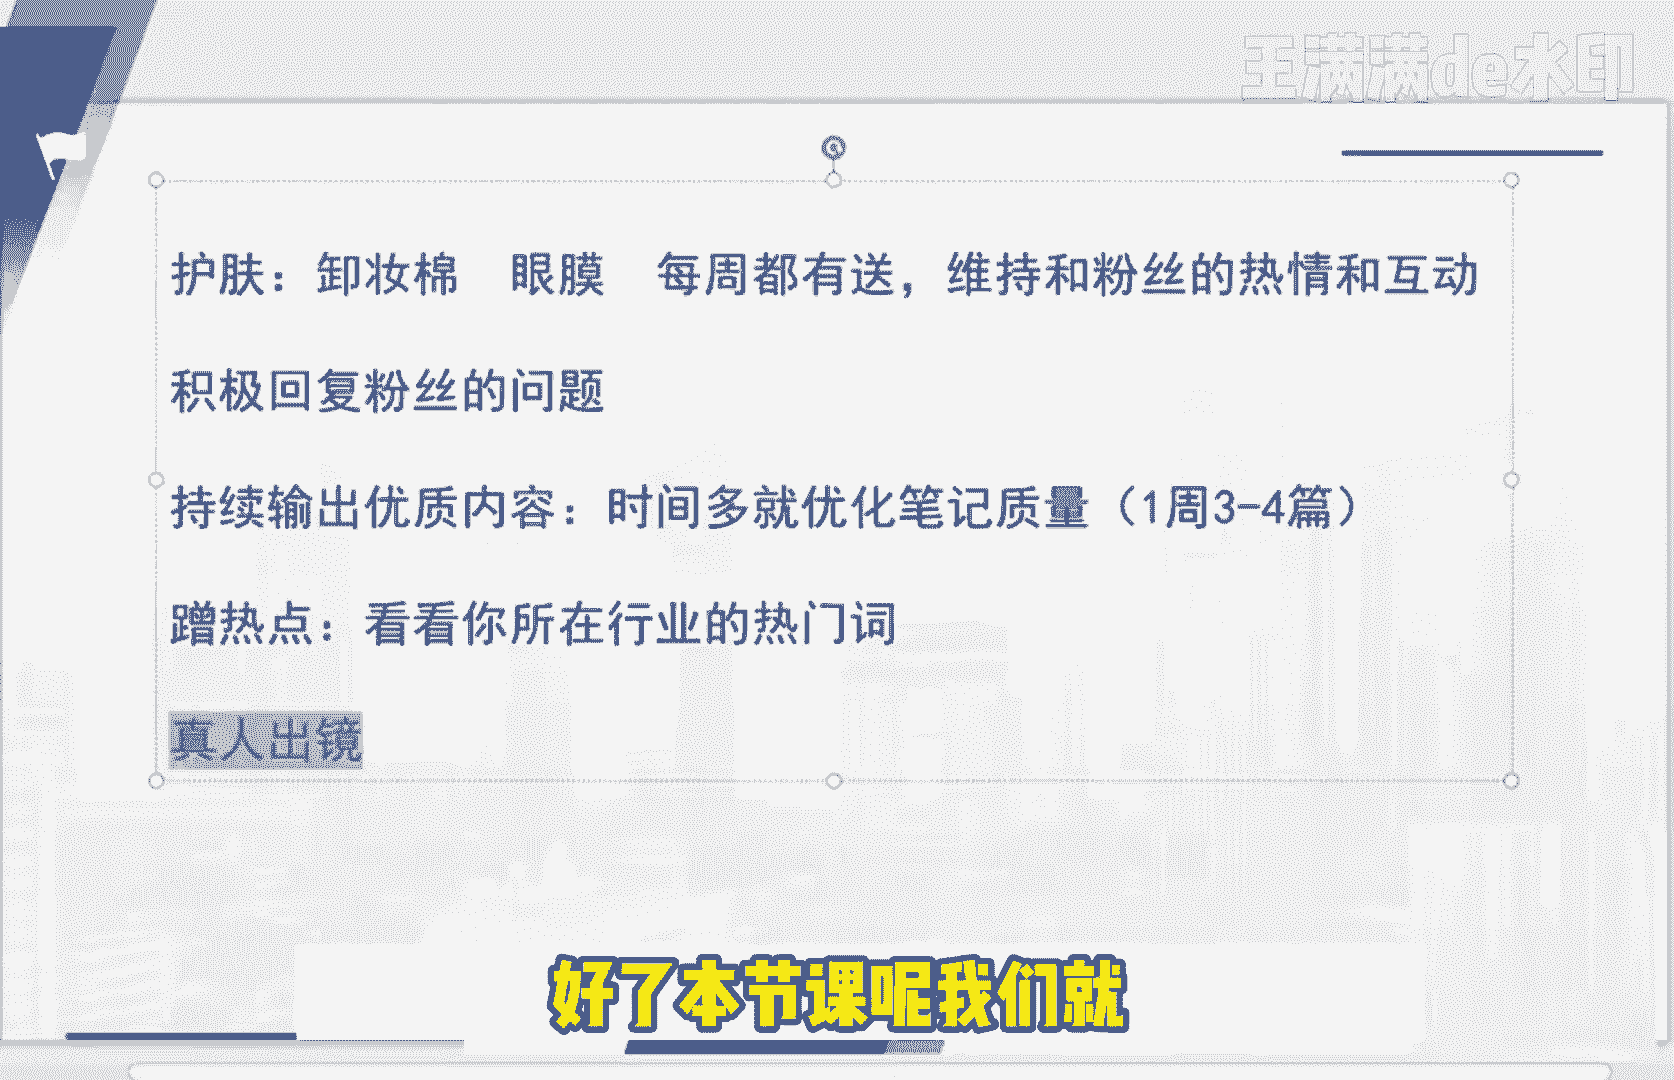 王满满de水印
护肤：卸妆棉　眼膜　每周都有送，维持和粉丝的热情和互动
积极回复粉丝的问题
持续输出优质内容：时间多就优化笔记质量（1周3-4篇）
蹭热点：看看你所在行业的热门词
真人出镜
好了本节课呢我们就